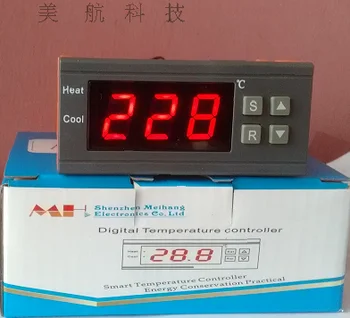 美航科技
℃
Heat
228
S
Cool
R
MH
Shenzhen Meihang
Electronics Co.Ltd
Digital Temperature controller
28.8
Smart Temperature Controller
Energy Conservation Practical